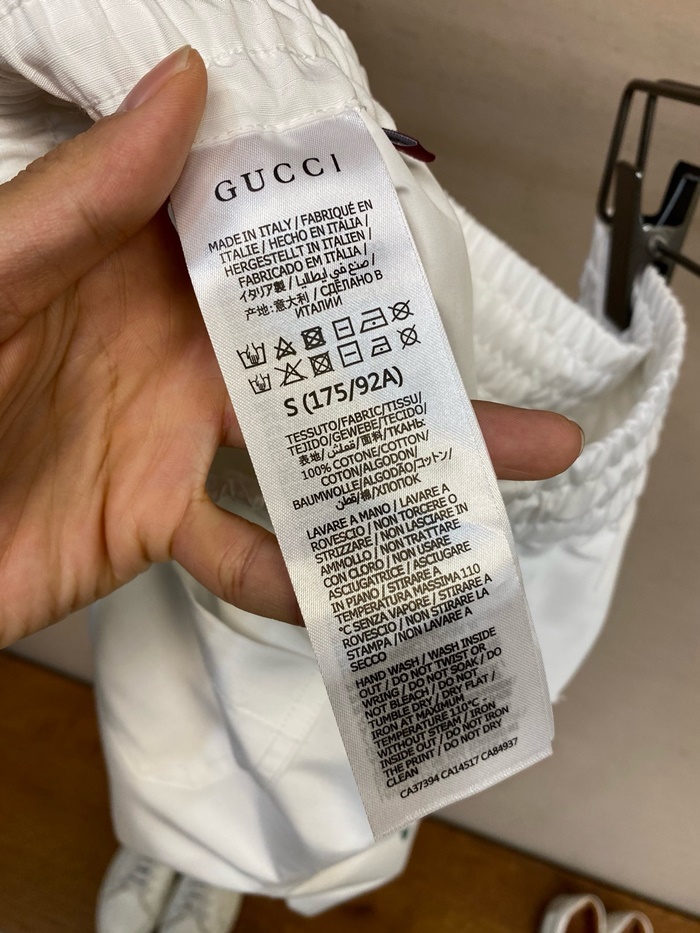 GUCCI
MADE IN ITALY / FABRIQUÉ EN
ITALIE / HECHO EN ITALIA /
HERGESTELLT IN ITALIEN /
FABRICADO EM ITÁLIA /
イタリア製 / صنع في ايطاليا /
产地:意大利 / СДЕЛАНО В
ИТАЛИИ
S (175/92A)
TESSUTO/FABRIC/TISSU/
TEJIDO/GEWEBE/TECIDO/
表地/قماش/面料/ТКАНЬ:
100% COTONE/COTTON/
COTON/ALGODON/
BAUMWOLLE/ALGODÃO/コットン/
قطن/棉/ХЛОПОК
LAVARE A MANO / LAVARE A
ROVESCIO / NON TORCERE O
STRIZZARE / NON LASCIARE IN
AMMOLLO / NON TRATTARE
CON CLORO / NON USARE
ASCIUGATRICE / ASCIUGARE
IN PIANO / STIRARE A
TEMPERATURA MASSIMA 110
°C SENZA VAPORE / STIRARE A
ROVESCIO / NON STIRARE LA
STAMPA / NON LAVARE A
SECCO
HAND WASH / WASH INSIDE
OUT / DO NOT TWIST OR
WRING / DO NOT SOAK / DO
NOT BLEACH / DO NOT
TUMBLE DRY / DRY FLAT /
IRON AT MAXIMUM
TEMPERATURE 110°C -
WITHOUT STEAM / IRON
INSIDE OUT / DO NOT IRON
THE PRINT / DO NOT DRY
CLEAN
CA37394 CA14517 CA84937